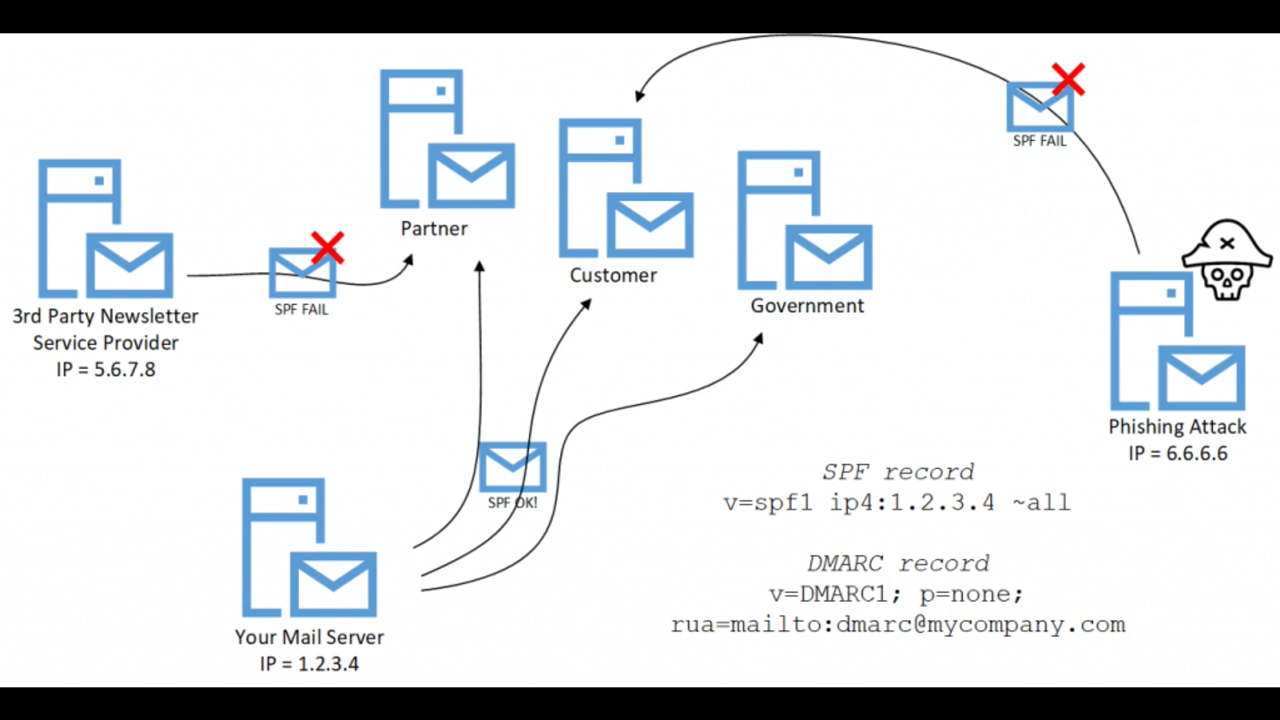 SPF FAIL
Partner
Customer
Government
SPF FAIL
3rd Party Newsletter
Service Provider
IP = 5.6.7.8
Phishing Attack
IP = 6.6.6.6
SPF OK!
SPF record
v=spf1 ip4:1.2.3.4 ~all
DMARC record
v=DMARC1; p=none;
rua=mailto:dmarc@mycompany.com
Your Mail Server
IP = 1.2.3.4